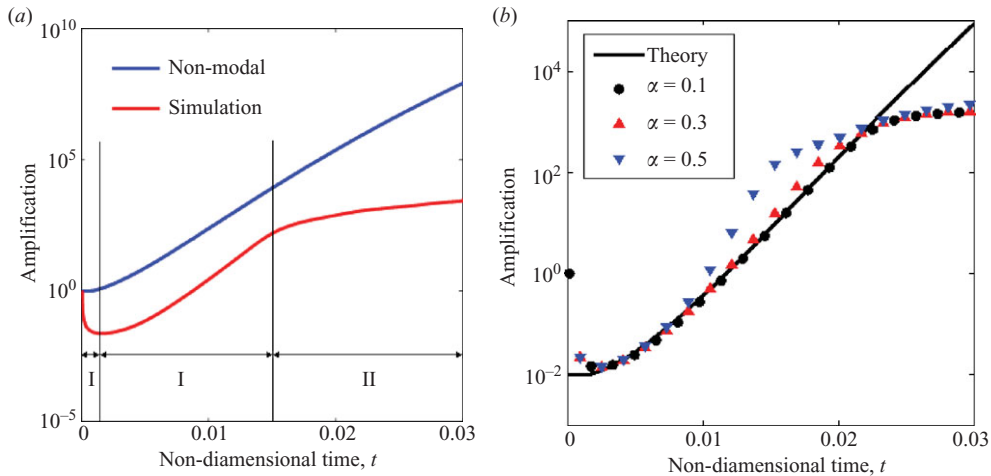 (a)
10^10
Non-modal
Simulation
10^5
Amplification
10^0
I
I
II
10^−5
0
0.01
0.02
0.03
Non-diamensional time, t
(b)
Theory
10^4
α = 0.1
α = 0.3
α = 0.5
10^2
Amplification
10^0
10^−2
0
0.01
0.02
0.03
Non-diamensional time, t